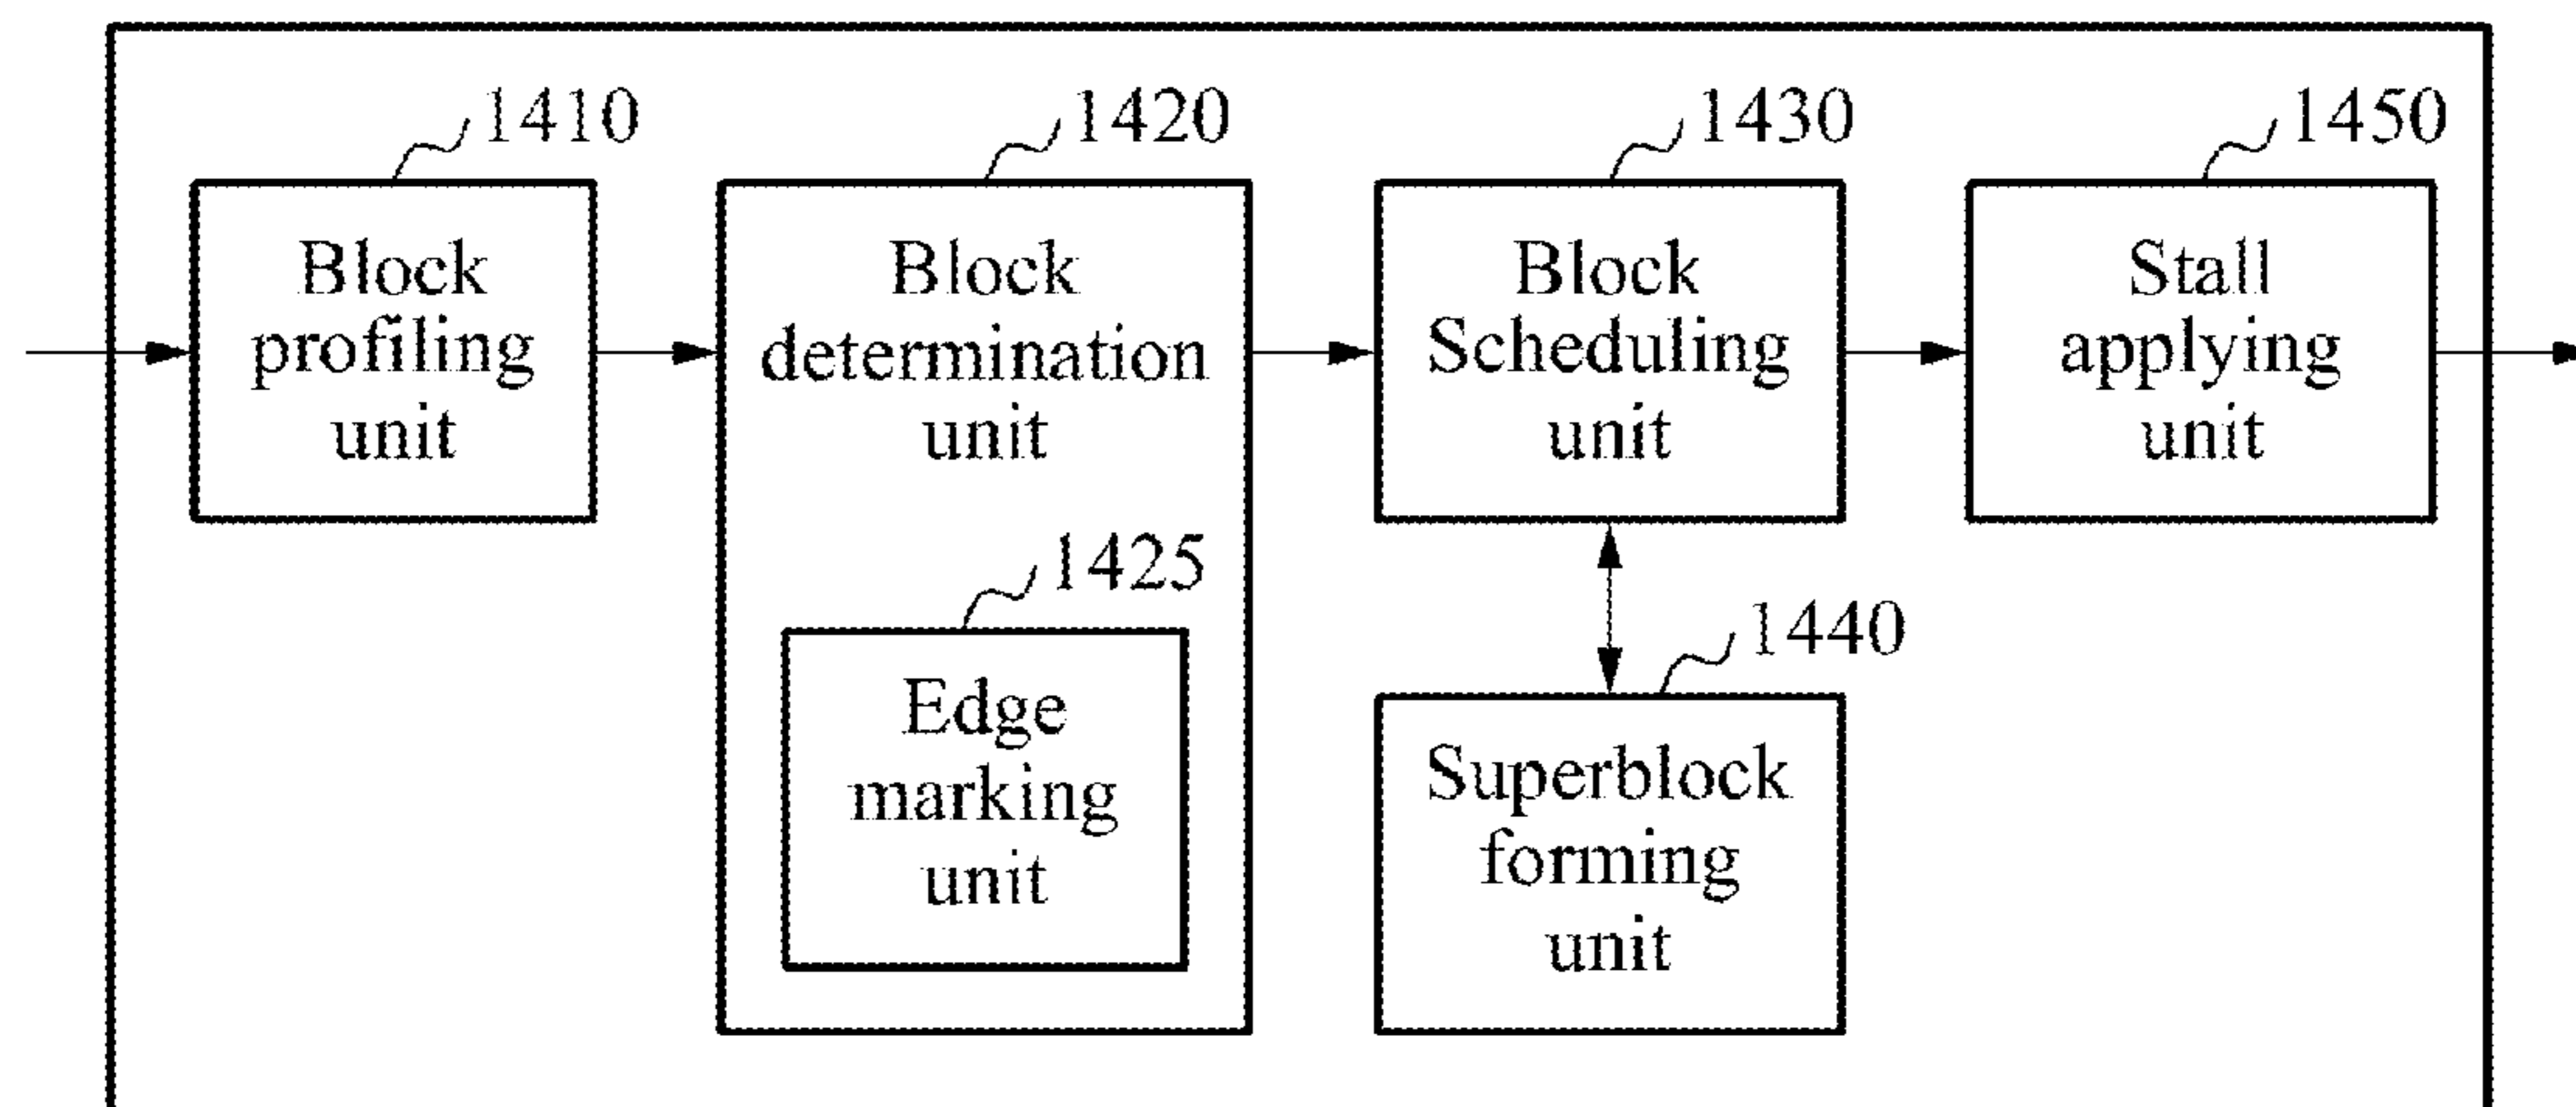 1410
Block
profiling
unit
1420
Block
determination
unit
1425
Edge
marking
unit
1430
Block
Scheduling
unit
1440
Superblock
forming
unit
1450
Stall
applying
unit